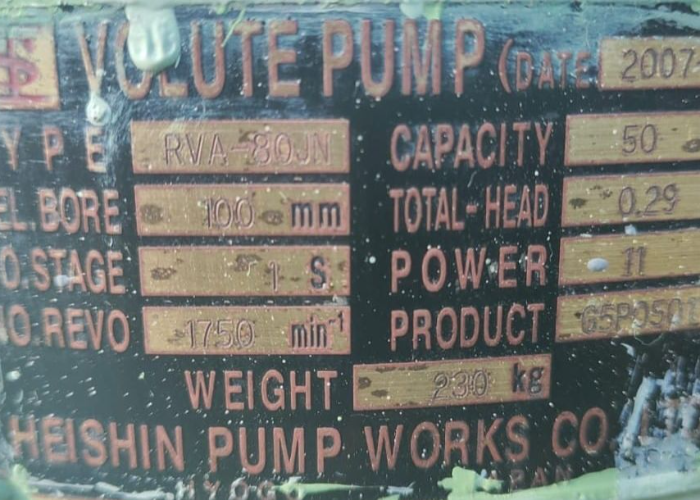 VOLUTE PUMP (DATE 2007-
YPE RVA-80JN CAPACITY 50
EL.BORE 100 mm TOTAL-HEAD 0.29
O.STAGE 1 S POWER 11
O.REVO 1750 min-1 PRODUCT
WEIGHT 230 kg
HEISHIN PUMP WORKS CO